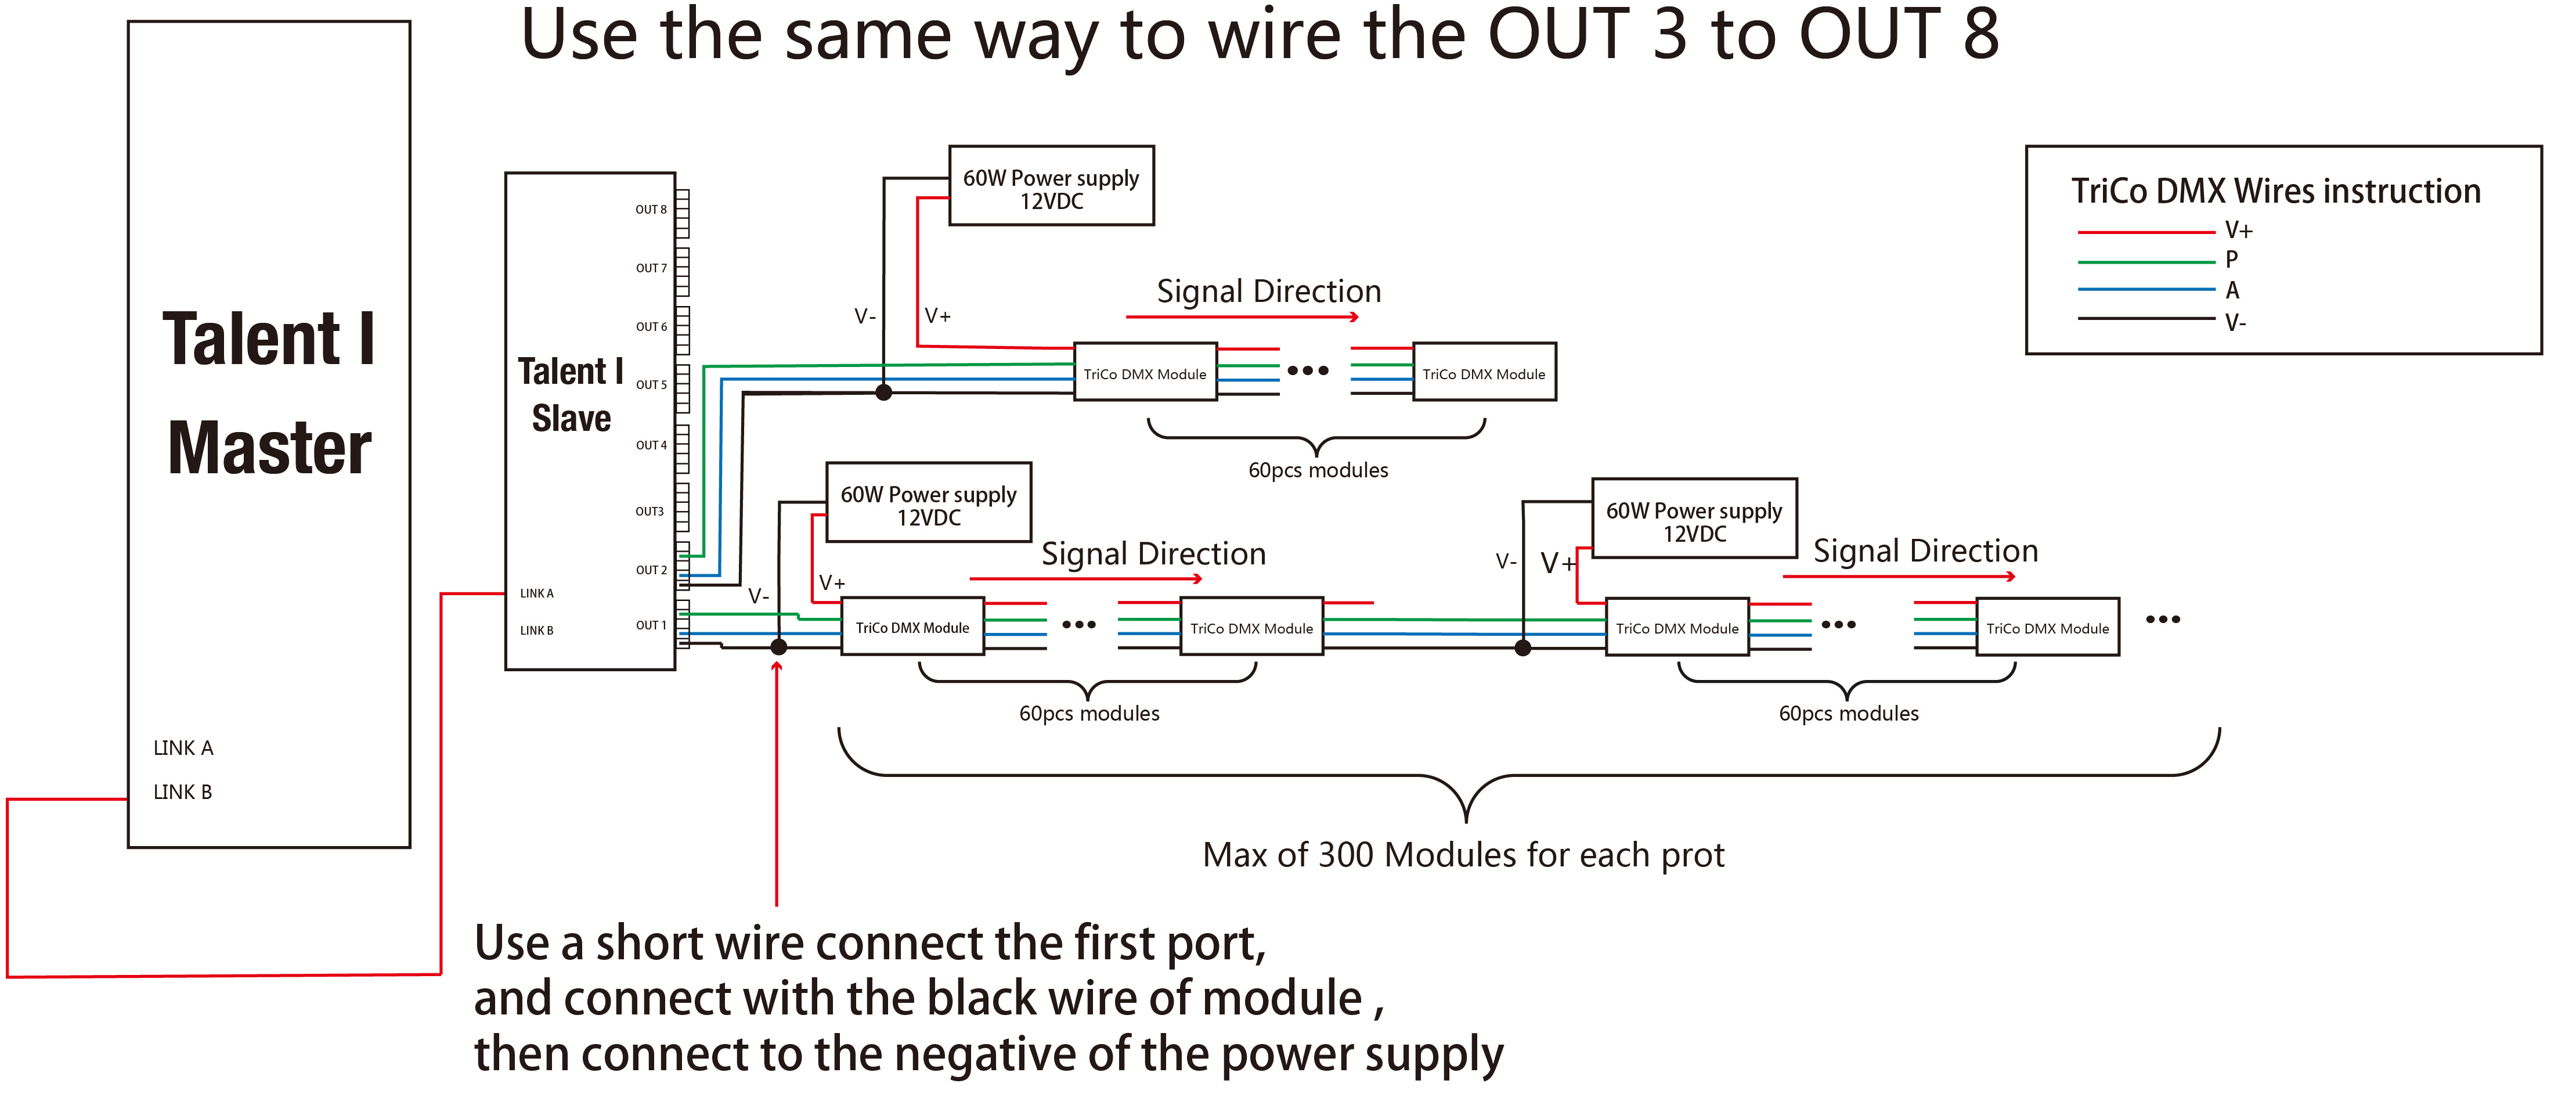 Use the same way to wire the OUT 3 to OUT 8
Talent I
Master
LINK A
LINK B
Talent I
Slave
OUT 8
OUT 7
OUT 6
OUT 5
OUT 4
OUT3
OUT 2
OUT 1
LINK A
LINK B
60W Power supply
12VDC
V-
V+
Signal Direction
TriCo DMX Module
TriCo DMX Module
60pcs modules
TriCo DMX Wires instruction
V+
P
A
V-
60W Power supply
12VDC
V-
V+
Signal Direction
TriCo DMX Module
TriCo DMX Module
60pcs modules
60W Power supply
12VDC
V-
V+
Signal Direction
TriCo DMX Module
TriCo DMX Module
60pcs modules
Max of 300 Modules for each prot
Use a short wire connect the first port,
and connect with the black wire of module ,
then connect to the negative of the power supply